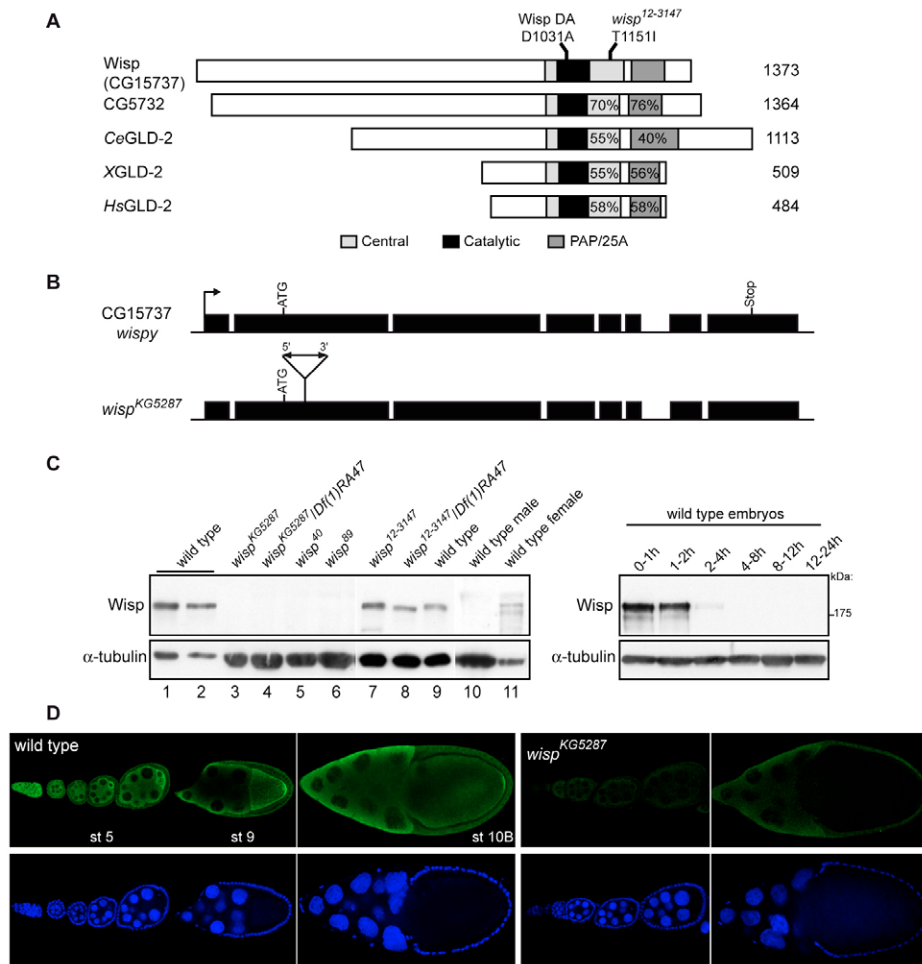 A
Wisp DA wisp12-3147
D1031A T1151I
Wisp
(CG15737) 1373
CG5732 70% 76% 1364
CeGLD-2 55% 40% 1113
XGLD-2 55% 56% 509
HsGLD-2 58% 58% 484
Central Catalytic PAP/25A
B
CG15737
wispy
ATG Stop
5' 3'
wispKG5287
ATG
C
wild type
wispKG5287
wispKG5287/Df(1)RA47
wisp40
wisp89
wisp12-3147
wisp12-3147/Df(1)RA47
wild type
wild type male
wild type female
Wisp
α-tubulin
1 2 3 4 5 6 7 8 9 10 11
wild type embryos
0-1h 1-2h 2-4h 4-8h 8-12h 12-24h
kDa:
Wisp 175
α-tubulin
D
wild type wispKG5287
st 5 st 9 st 10B